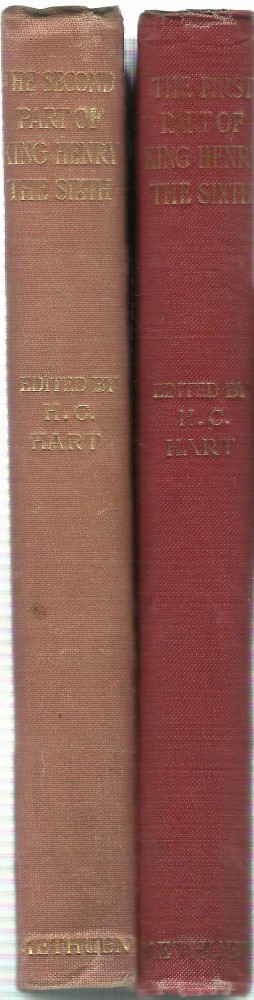 THE SECOND
PART OF
KING HENRY
THE SIXTH
EDITED BY
H. C.
HART
METHUEN
THE FIRST
PART OF
KING HENRY
THE SIXTH
EDITED BY
H. C.
HART
METHUEN